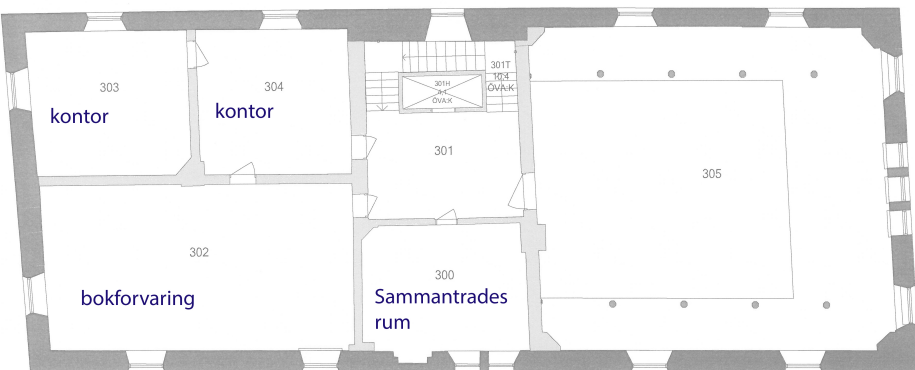 303
kontor
304
kontor
301H
ÖVA:K
301T
10,4
ÖVA:K
301
305
302
bokforvaring
300
Sammantrades
rum